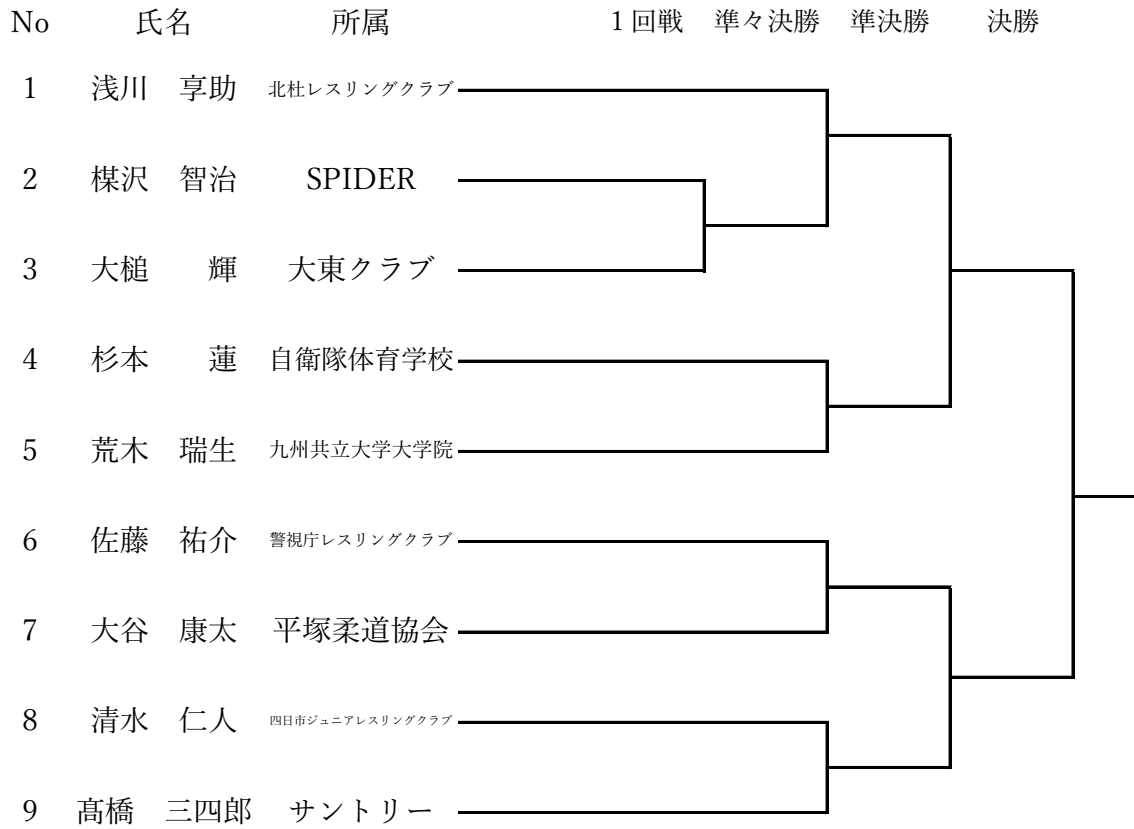 No 氏名 所属 1回戦 準々決勝 準決勝 決勝
1 浅川 享助 北杜レスリングクラブ
2 楳沢 智治 SPIDER
3 大槌 輝 大東クラブ
4 杉本 蓮 自衛隊体育学校
5 荒木 瑞生 九州共立大学大学院
6 佐藤 祐介 警視庁レスリングクラブ
7 大谷 康太 平塚柔道協会
8 清水 仁人 四日市ジュニアレスリングクラブ
9 髙橋 三四郎 サントリー